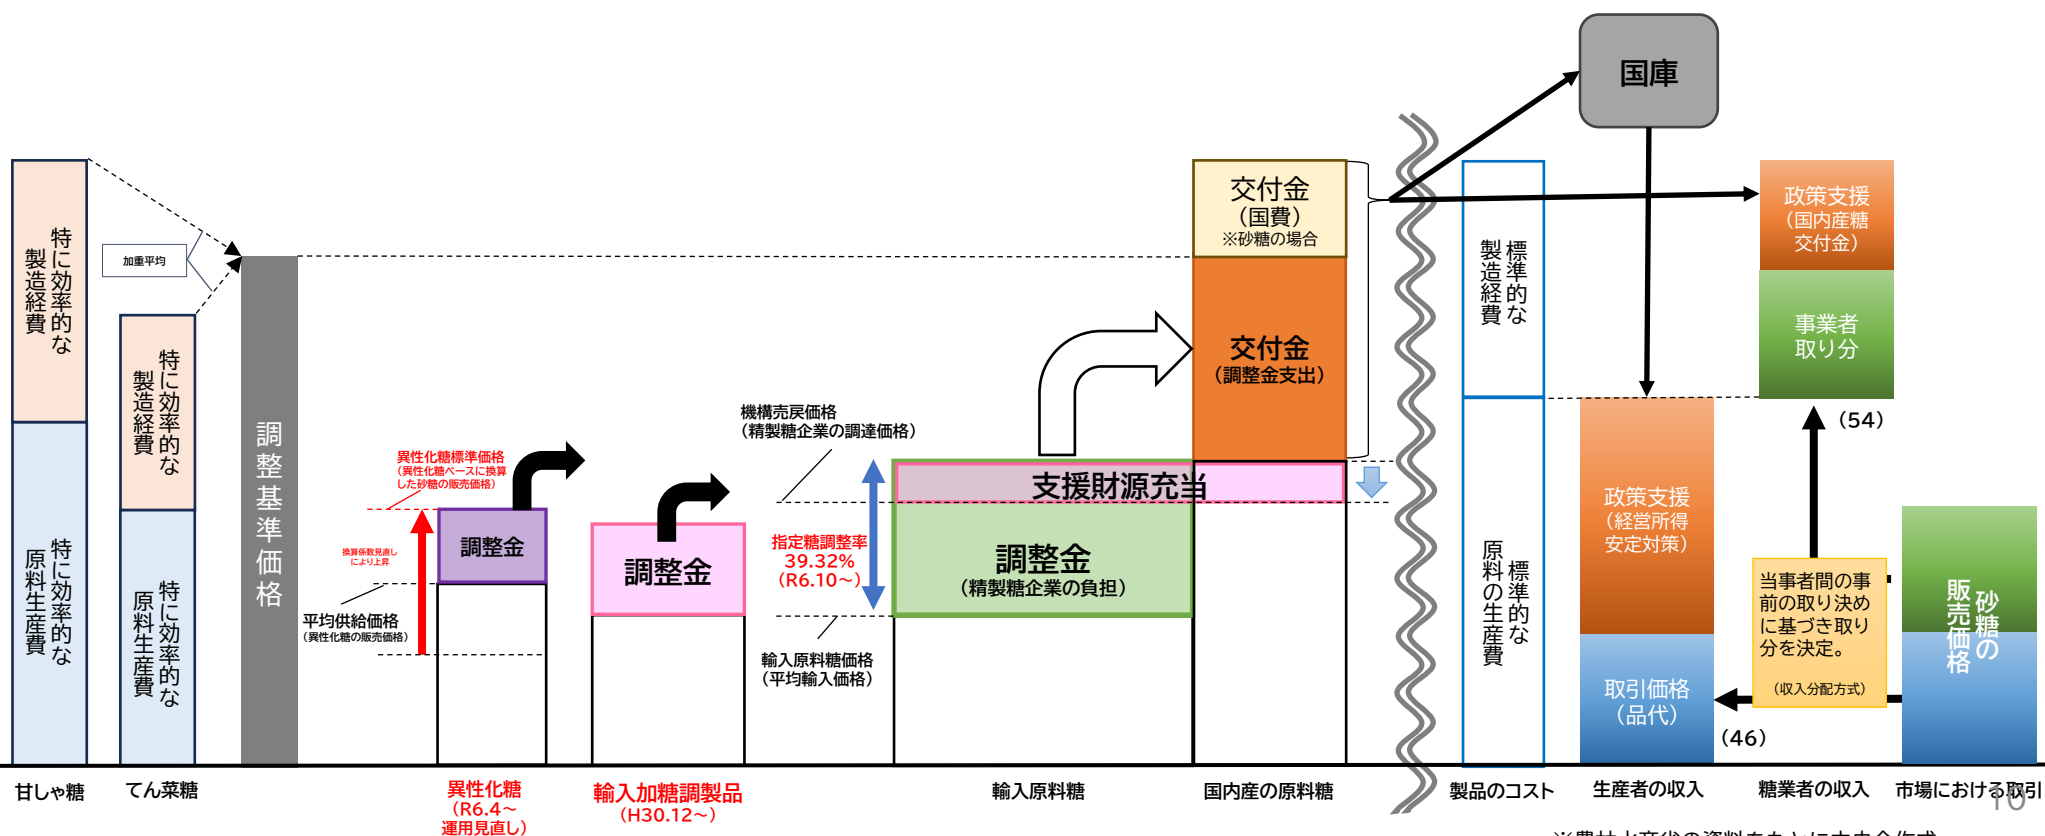 国庫
特に効率的な
製造経費
特に効率的な
原料生産費
加重平均
特に効率的な
製造経費
特に効率的な
原料生産費
調整基準価格
異性化糖標準価格
（異性化糖ベースに換算
した砂糖の販売価格）
換算係数見直し
により上昇
平均供給価格
（異性化糖の販売価格）
調整金
調整金
機構売戻価格
（精製糖企業の調達価格）
指定糖調整率
39.32%
（R6.10～）
輸入原料糖価格
（平均輸入価格）
支援財源充当
調整金
（精製糖企業の負担）
交付金
（国費）
※砂糖の場合
交付金
（調整金支出）
標準的な
製造経費
標準的な
原料の生産費
政策支援
（経営所得
安定対策）
取引価格
（品代）
政策支援
（国内産糖
交付金）
事業者
取り分
（54）
当事者間の事
前の取り決め
に基づき取り
分を決定。
（収入分配方式）
（46）
砂糖の
販売価格
甘しゃ糖
てん菜糖
異性化糖
（R6.4～
運用見直し）
輸入加糖調製品
（H30.12～）
輸入原料糖
国内産の原料糖
製品のコスト
生産者の収入
糖業者の収入
市場における取引
10